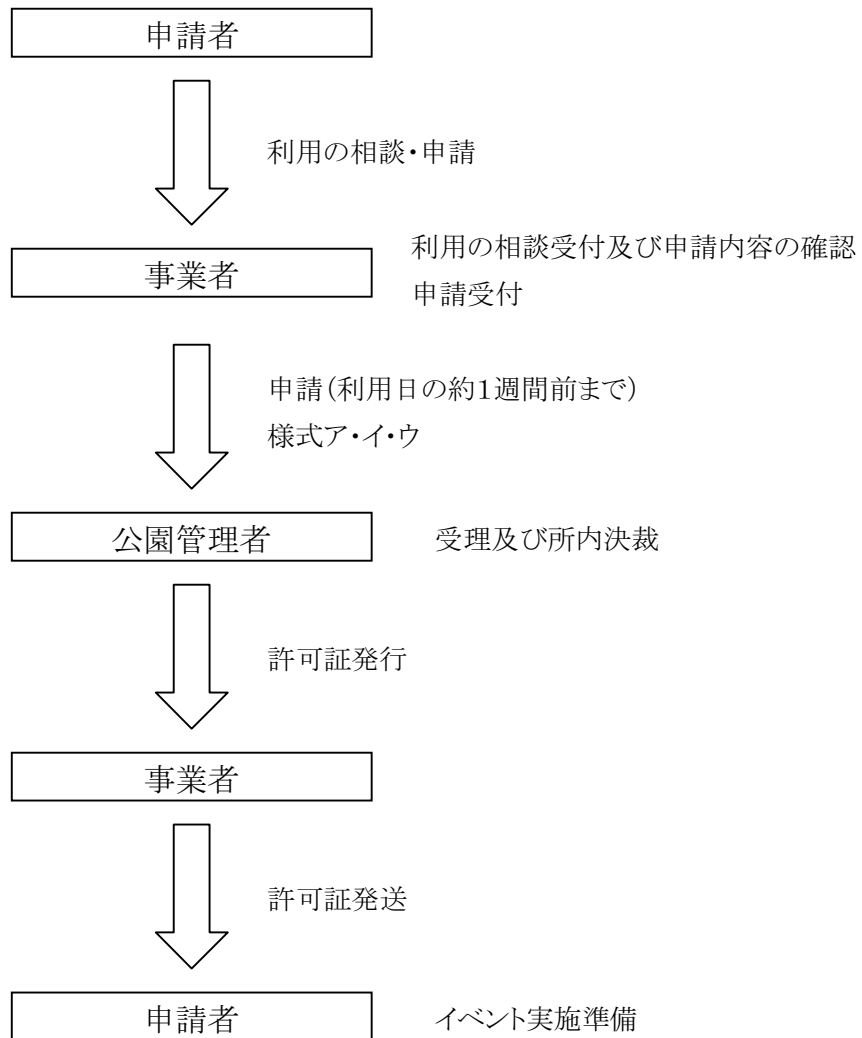 申請者
利用の相談・申請
事業者
利用の相談受付及び申請内容の確認
申請受付
申請(利用日の約1週間前まで)
様式ア・イ・ウ
公園管理者
受理及び所内決裁
許可証発行
事業者
許可証発送
申請者
イベント実施準備